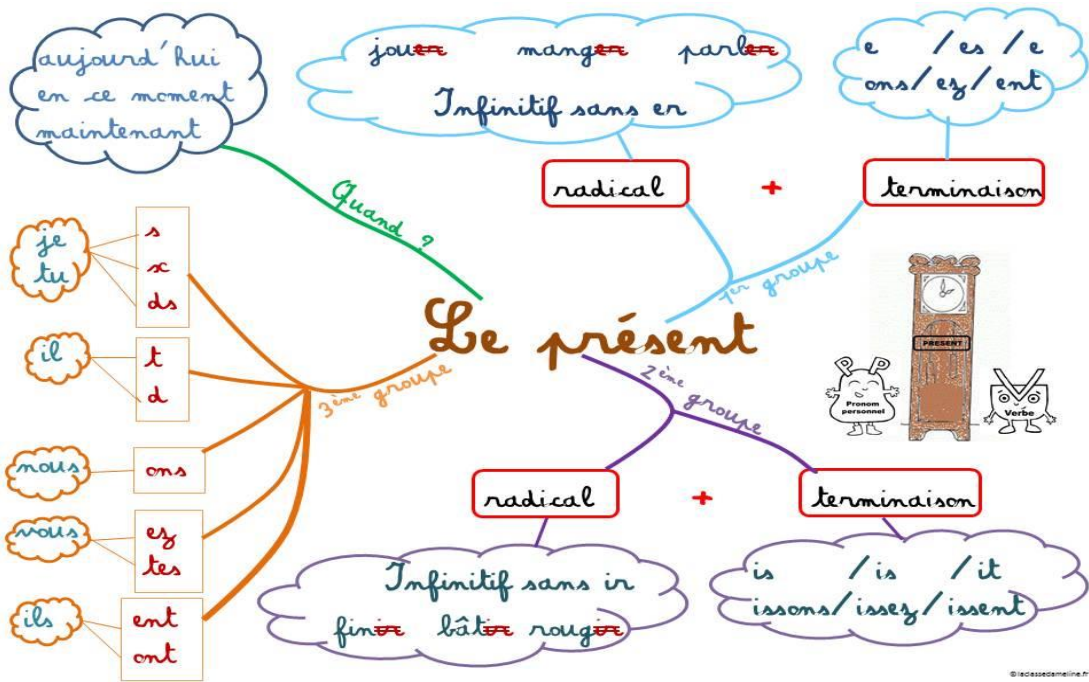 Le présent
Quand ?
aujourd'hui
en ce moment
maintenant
1er groupe
radical + terminaison
jouer manger parler
Infinitif sans er
e / es / e
ons / ez / ent
2ème groupe
radical + terminaison
Infinitif sans ir
finir bâtir rougir
is / is / it
issons / issez / issent
3ème groupe
je
tu
s
x
ds
il
t
d
nous
ons
vous
ez
tes
ils
ent
ont
PRESENT
P P
Pronom
personnel
V
Verbe
©laclassedameline.fr